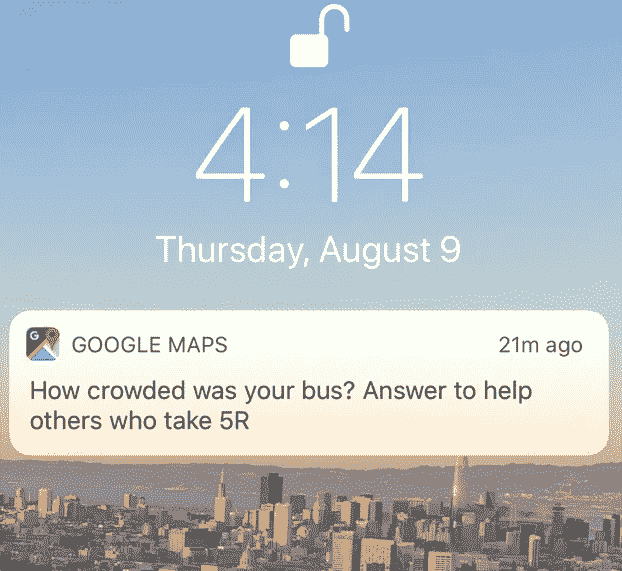 4:14
Thursday, August 9
GOOGLE MAPS 21m ago
How crowded was your bus? Answer to help
others who take 5R